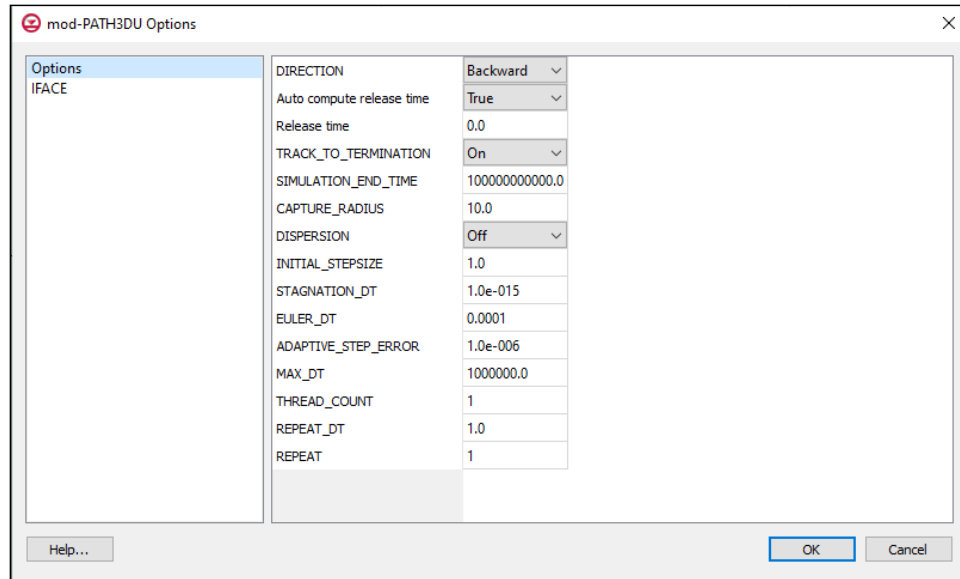 mod-PATH3DU Options
Options
IFACE
DIRECTION Backward
Auto compute release time True
Release time 0.0
TRACK_TO_TERMINATION On
SIMULATION_END_TIME 100000000000.0
CAPTURE_RADIUS 10.0
DISPERSION Off
INITIAL_STEPSIZE 1.0
STAGNATION_DT 1.0e-015
EULER_DT 0.0001
ADAPTIVE_STEP_ERROR 1.0e-006
MAX_DT 1000000.0
THREAD_COUNT 1
REPEAT_DT 1.0
REPEAT 1
Help... OK Cancel